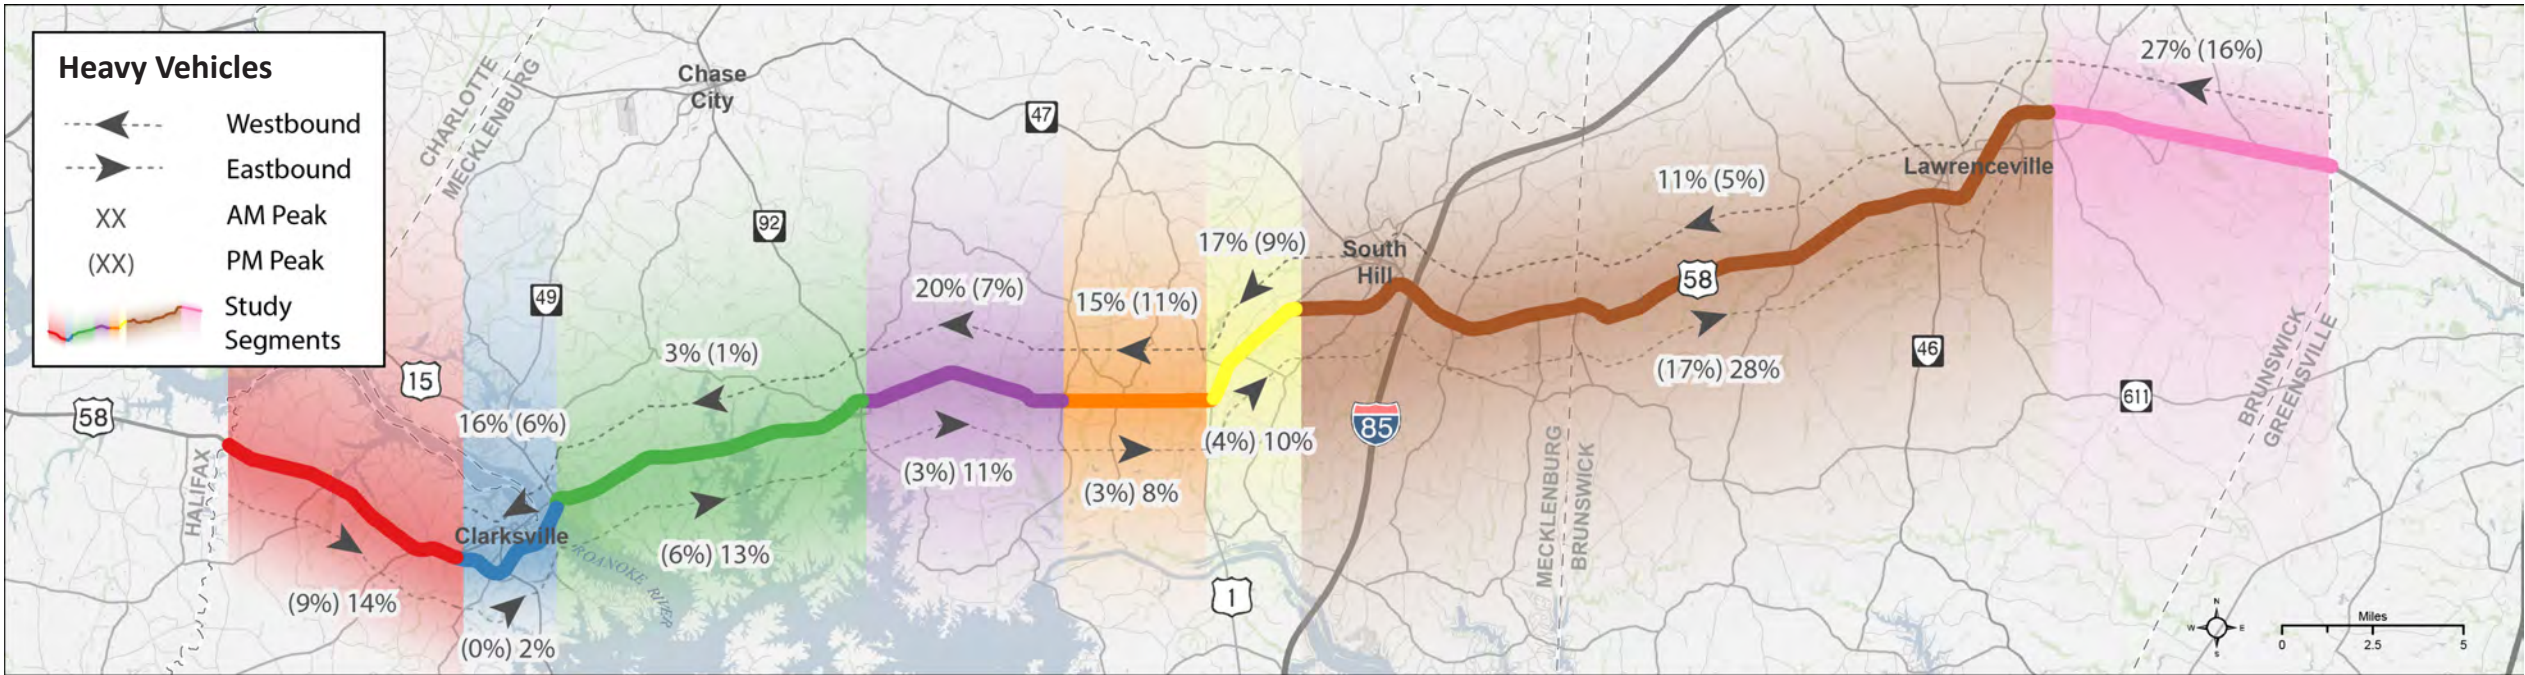 Heavy Vehicles
Westbound
Eastbound
XX AM Peak
(XX) PM Peak
Study
Segments
CHARLOTTE
MECKLENBURG
Chase
City
47
92
49
15
58
HALIFAX
Clarksville
ROANOKE RIVER
16% (6%)
3% (1%)
20% (7%)
15% (11%)
17% (9%)
11% (5%)
27% (16%)
(9%) 14%
(0%) 2%
(6%) 13%
(3%) 11%
(3%) 8%
(4%) 10%
(17%) 28%
South
Hill
Lawrenceville
58
85
1
46
611
MECKLENBURG
BRUNSWICK
BRUNSWICK
GREENSVILLE
N
W E
S
Miles
0 2.5 5